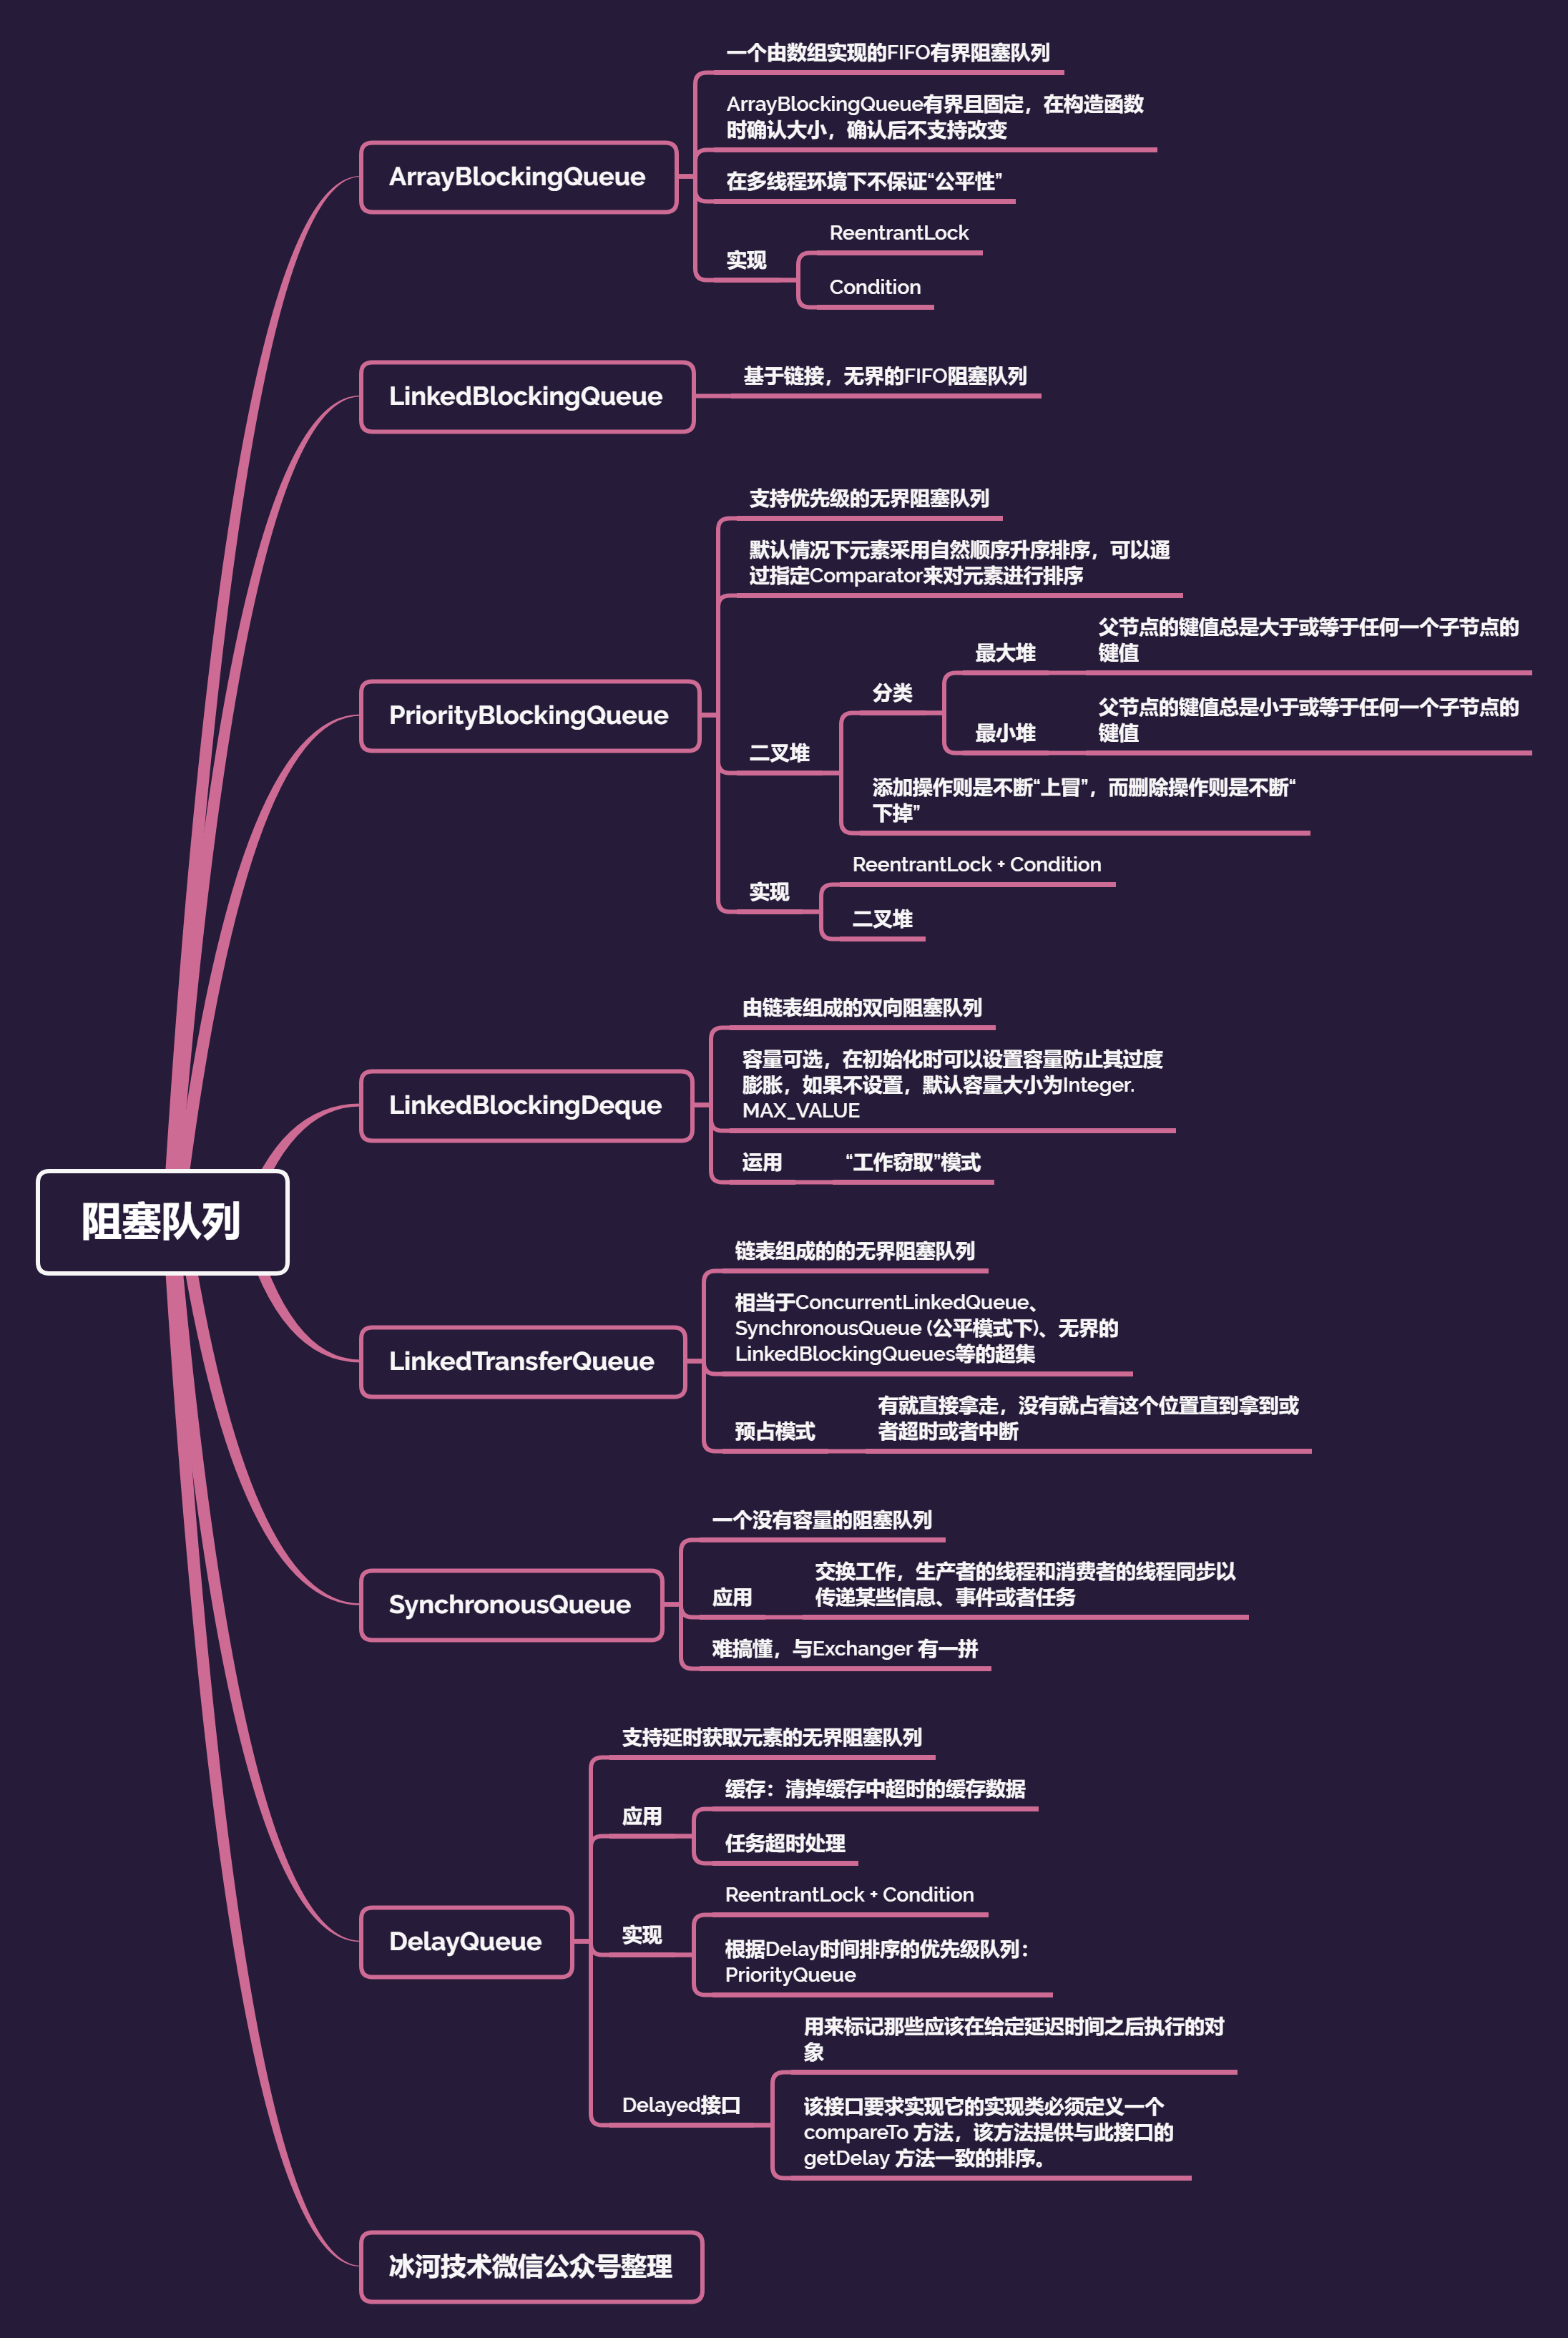 一个由数组实现的FIFO有界阻塞队列
ArrayBlockingQueue有界且固定，在构造函数
时确认大小，确认后不支持改变
ArrayBlockingQueue
在多线程环境下不保证“公平性”
实现
ReentrantLock
Condition
LinkedBlockingQueue
基于链接，无界的FIFO阻塞队列
支持优先级的无界阻塞队列
默认情况下元素采用自然顺序升序排序，可以通
过指定Comparator来对元素进行排序
PriorityBlockingQueue
二叉堆
分类
最大堆
父节点的键值总是大于或等于任何一个子节点的
键值
最小堆
父节点的键值总是小于或等于任何一个子节点的
键值
添加操作则是不断“上冒”，而删除操作则是不断“
下掉”
实现
ReentrantLock + Condition
二叉堆
由链表组成的双向阻塞队列
LinkedBlockingDeque
容量可选，在初始化时可以设置容量防止其过度
膨胀，如果不设置，默认容量大小为Integer.
MAX_VALUE
运用
“工作窃取”模式
阻塞队列
链表组成的的无界阻塞队列
LinkedTransferQueue
相当于ConcurrentLinkedQueue、
SynchronousQueue (公平模式下)、无界的
LinkedBlockingQueues等的超集
预占模式
有就直接拿走，没有就占着这个位置直到拿到或
者超时或者中断
一个没有容量的阻塞队列
SynchronousQueue
应用
交换工作，生产者的线程和消费者的线程同步以
传递某些信息、事件或者任务
难搞懂，与Exchanger 有一拼
支持延时获取元素的无界阻塞队列
应用
缓存：清掉缓存中超时的缓存数据
任务超时处理
DelayQueue
实现
ReentrantLock + Condition
根据Delay时间排序的优先级队列：
PriorityQueue
Delayed接口
用来标记那些应该在给定延迟时间之后执行的对
象
该接口要求实现它的实现类必须定义一个
compareTo 方法，该方法提供与此接口的
getDelay 方法一致的排序。
冰河技术微信公众号整理